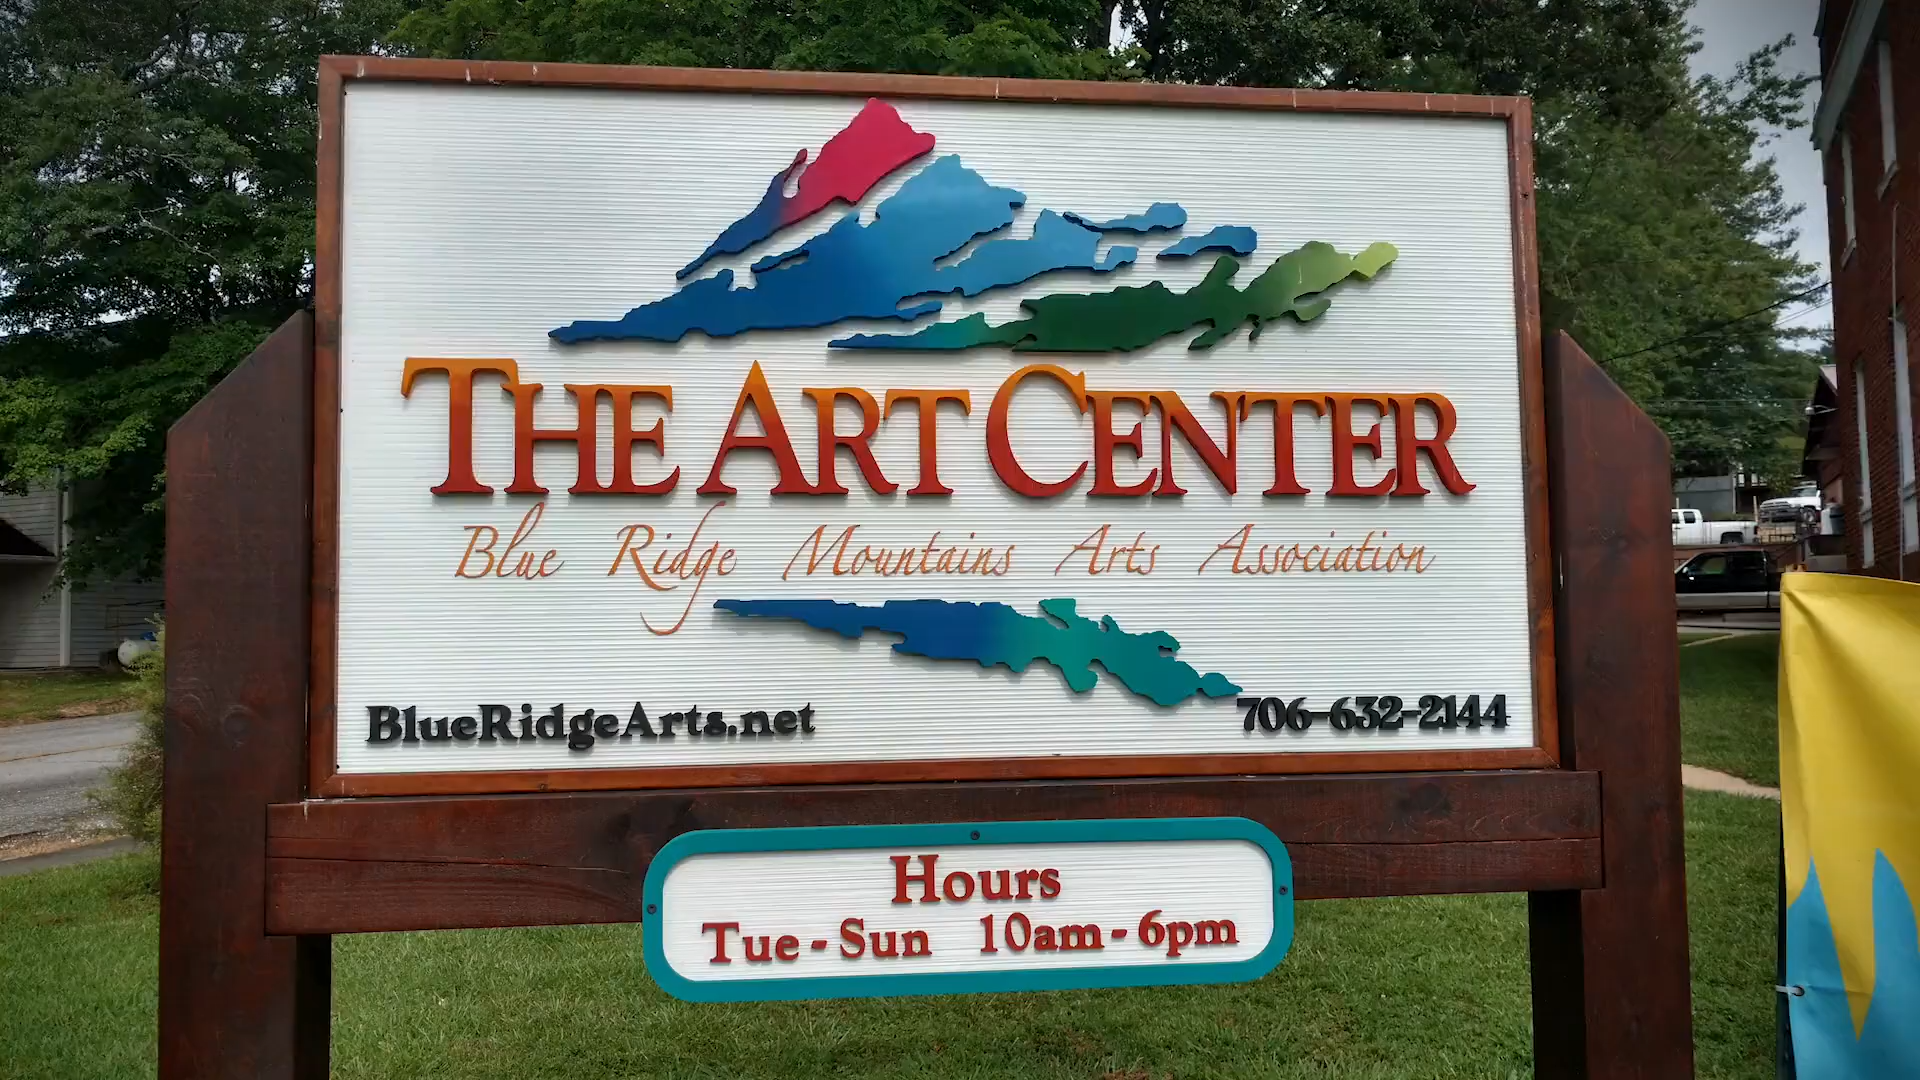 The Art Center
Blue Ridge Mountains Arts Association
BlueRidgeArts.net
706-632-2144
Hours
Tue - Sun 10am - 6pm